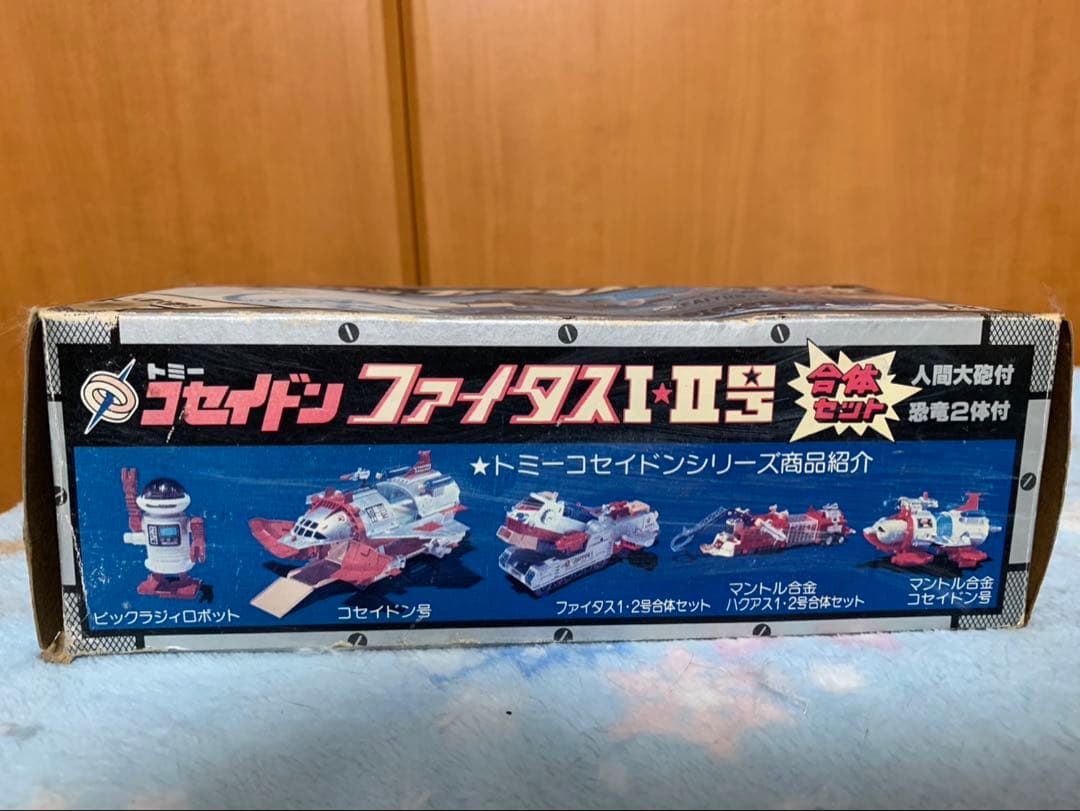 トミー
コセイドン ファイタスI★II号
合体
セット
人間大砲付
恐竜2体付
★トミーコセイドンシリーズ商品紹介
ビックラジィロボット
コセイドン号
ファイタス1・2号合体セット
マントル合金
ハクアス1・2号合体セット
マントル合金
コセイドン号